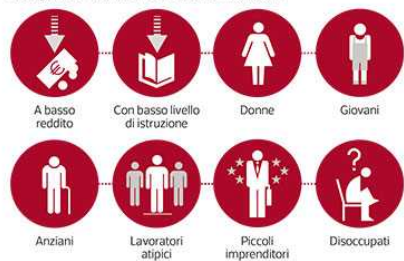 A basso
reddito
Con basso livello
di istruzione
Donne
Giovani
?
Anziani
Lavoratori
atipici
Piccoli
imprenditori
Disoccupati